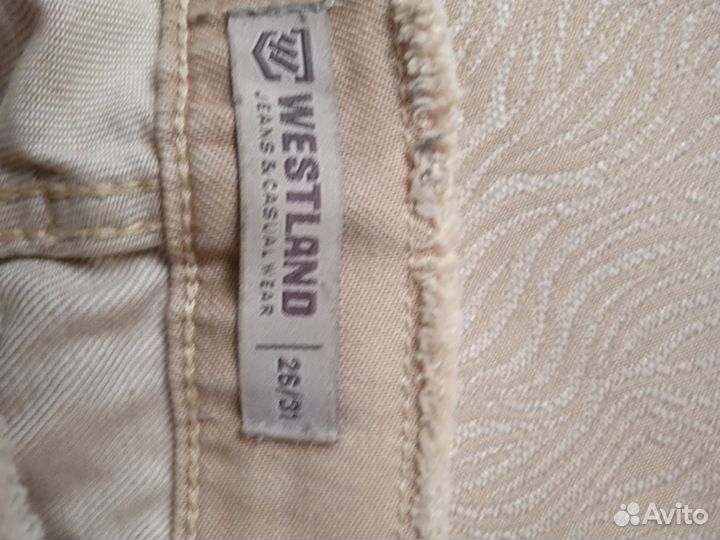 WESTLAND
JEANS & CASUAL WEAR
26/31
Avito